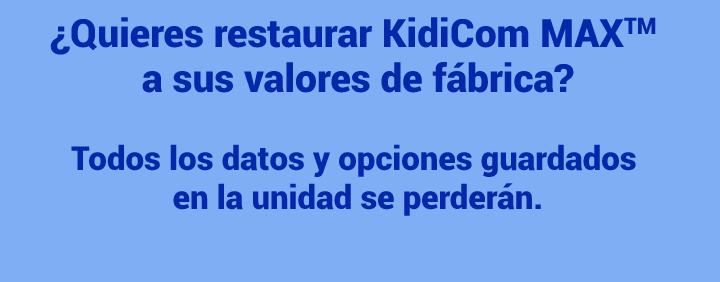 ¿Quieres restaurar KidiCom MAX™
a sus valores de fábrica?
Todos los datos y opciones guardados
en la unidad se perderán.